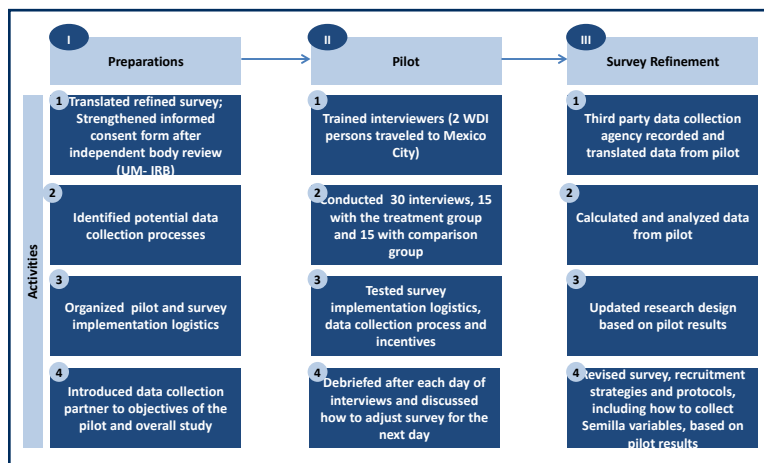 I
Preparations
II
Pilot
III
Survey Refinement
Activities
1
Translated refined survey;
Strengthened informed
consent form after
independent body review
(UM- IRB)
2
Identified potential data
collection processes
3
Organized pilot and survey
implementation logistics
4
Introduced data collection
partner to objectives of the
pilot and overall study
1
Trained interviewers (2 WDI
persons traveled to Mexico
City)
2
Conducted 30 interviews, 15
with the treatment group
and 15 with comparison
group
3
Tested survey
implementation logistics,
data collection process and
incentives
4
Debriefed after each day of
interviews and discussed
how to adjust survey for the
next day
1
Third party data collection
agency recorded and
translated data from pilot
2
Calculated and analyzed data
from pilot
3
Updated research design
based on pilot results
4
Revised survey, recruitment
strategies and protocols,
including how to collect
Semilla variables, based on
pilot results